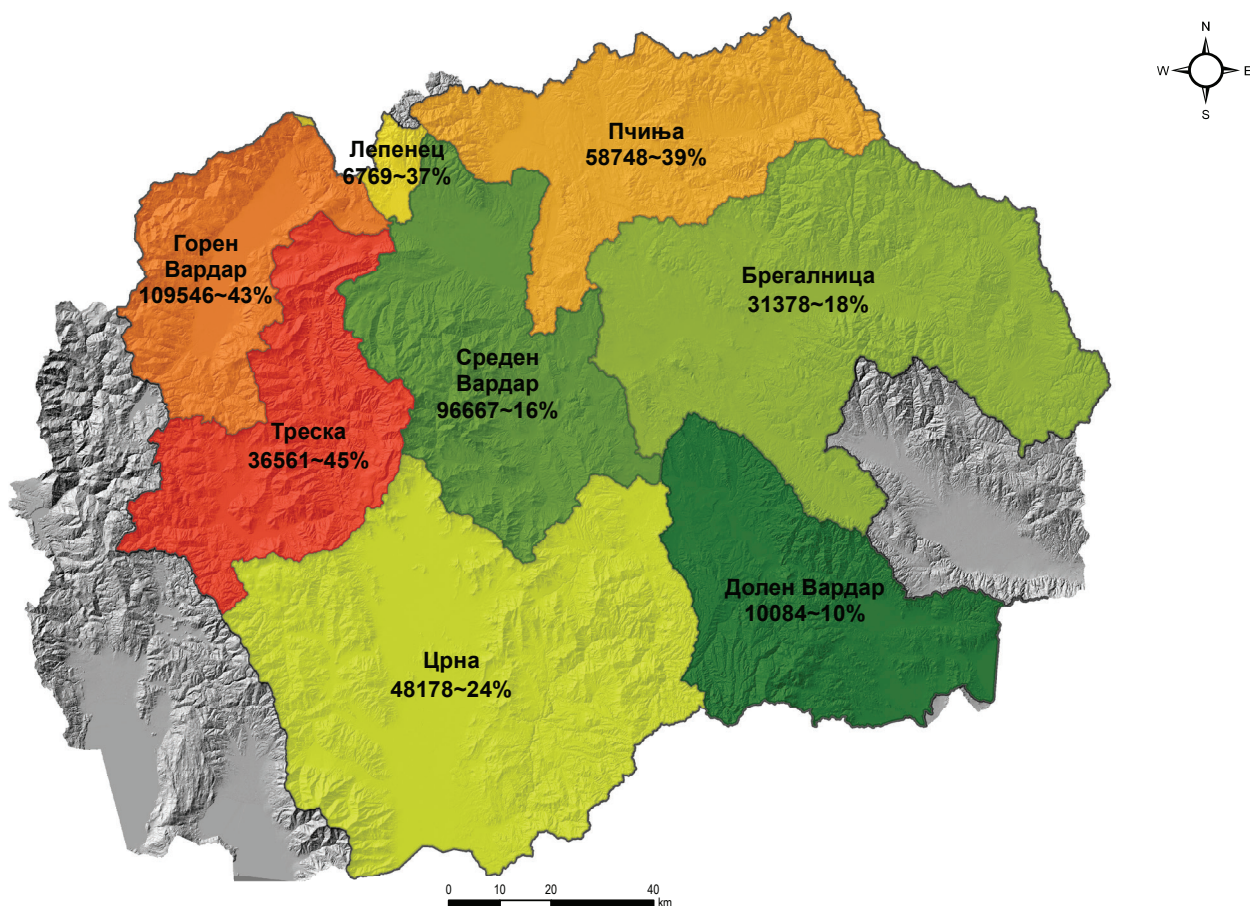 N
W
E
S
Пчиња
58748~39%
Лепенец
6769~37%
Горен
Вардар
109546~43%
Брегалница
31378~18%
Среден
Вардар
96667~16%
Треска
36561~45%
Долен Вардар
10084~10%
Црна
48178~24%
0 10 20 40
km